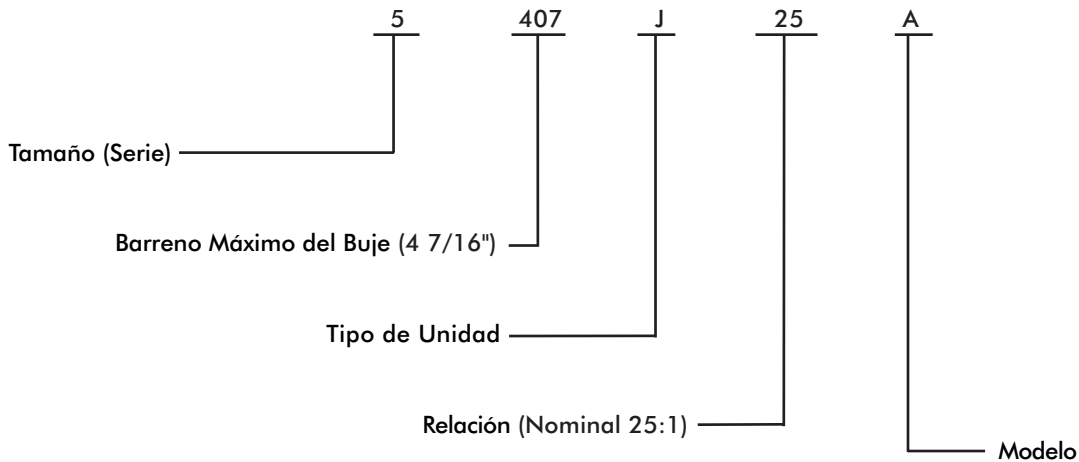 5 407 J 25 A
Tamaño (Serie)
Barreno Máximo del Buje (4 7/16")
Tipo de Unidad
Relación (Nominal 25:1)
Modelo